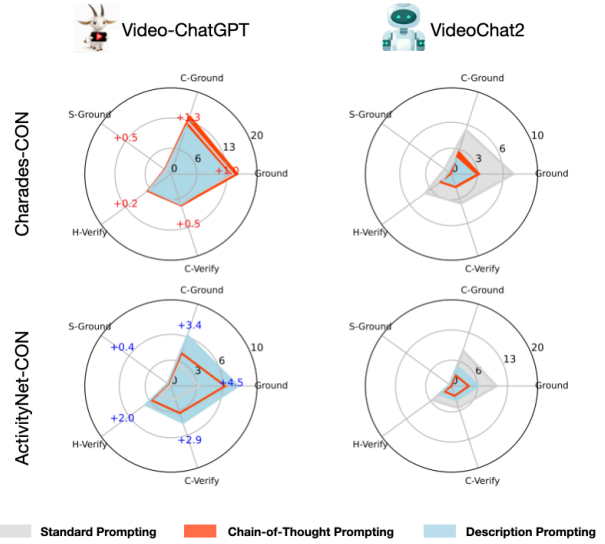 Video-ChatGPT
VideoChat2
Charades-CON
C-Ground
S-Ground
+1.3
+0.5
20
13
6
0
+1.0
Ground
+0.2
H-Verify
+0.5
C-Verify
C-Ground
S-Ground
10
6
3
0
Ground
H-Verify
C-Verify
ActivityNet-CON
C-Ground
S-Ground
+3.4
+0.4
10
6
3
0
+4.5
Ground
+2.0
H-Verify
+2.9
C-Verify
C-Ground
S-Ground
20
13
6
0
Ground
H-Verify
C-Verify
Standard Prompting
Chain-of-Thought Prompting
Description Prompting